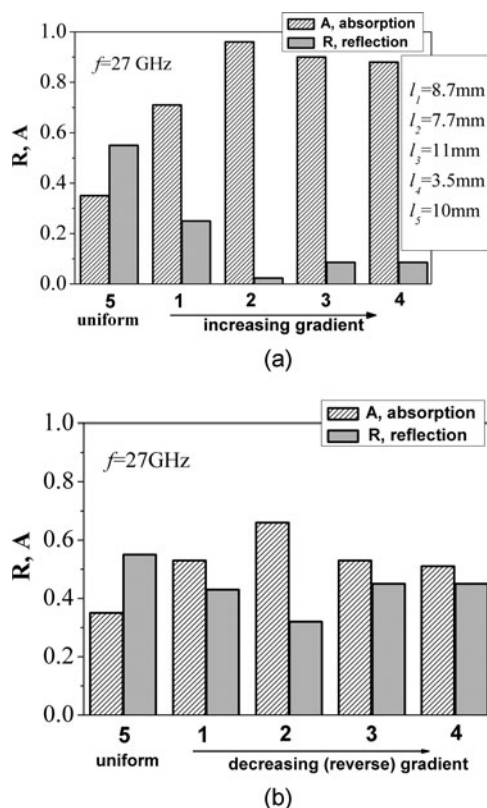 A, absorption
R, reflection
f=27 GHz
l1=8.7mm
l2=7.7mm
l3=11mm
l4=3.5mm
l5=10mm
R, A
1.0
0.8
0.6
0.4
0.2
0.0
5 1 2 3 4
uniform increasing gradient
(a)
A, absorption
R, reflection
f=27GHz
R, A
1.0
0.8
0.6
0.4
0.2
0.0
5 1 2 3 4
uniform decreasing (reverse) gradient
(b)